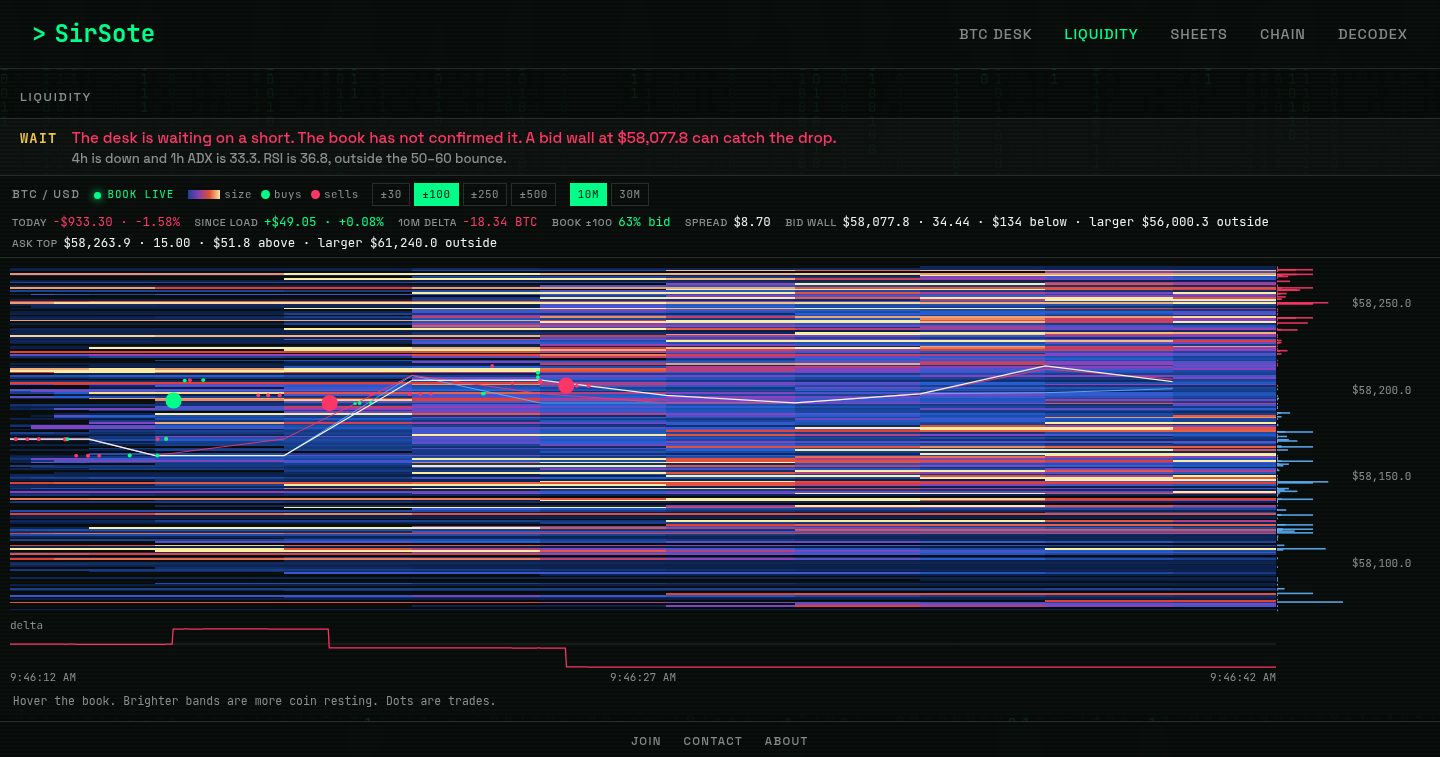 > SirSote
BTC DESK LIQUIDITY SHEETS CHAIN DECODEX
LIQUIDITY
WAIT The desk is waiting on a short. The book has not confirmed it. A bid wall at $58,077.8 can catch the drop.
4h is down and 1h ADX is 33.3. RSI is 36.8, outside the 50–60 bounce.
BTC / USD BOOK LIVE size buys sells ±30 ±100 ±250 ±500 10M 30M
TODAY -$933.30 · -1.58% SINCE LOAD +$49.05 · +0.08% 10M DELTA -18.34 BTC BOOK ±100 63% bid SPREAD $8.70 BID WALL $58,077.8 · 34.44 · $134 below · larger $56,000.3 outside
ASK TOP $58,263.9 · 15.00 · $51.8 above · larger $61,240.0 outside
$58,250.0
$58,200.0
$58,150.0
$58,100.0
delta
9:46:12 AM 9:46:27 AM 9:46:42 AM
Hover the book. Brighter bands are more coin resting. Dots are trades.
JOIN CONTACT ABOUT